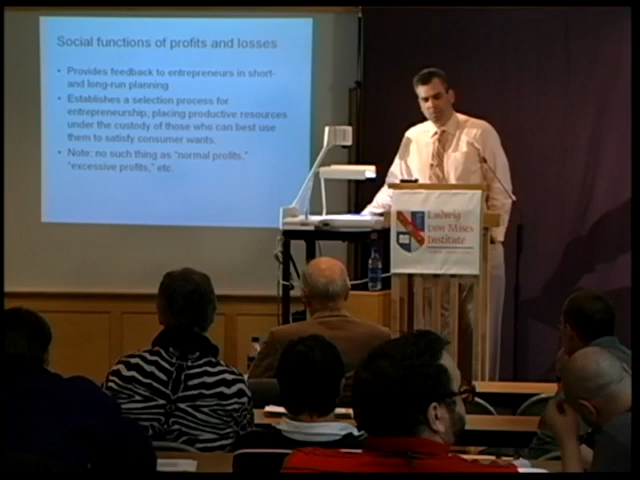 Social functions of profits and losses
• Provides feedback to entrepreneurs in short-
and long-run planning
• Establishes a selection process for
entrepreneurship, placing productive resources
under the custody of those who can best use
them to satisfy consumer wants.
• Note: no such thing as "normal profits,"
"excessive profits," etc.
Ludwig
von Mises
Institute